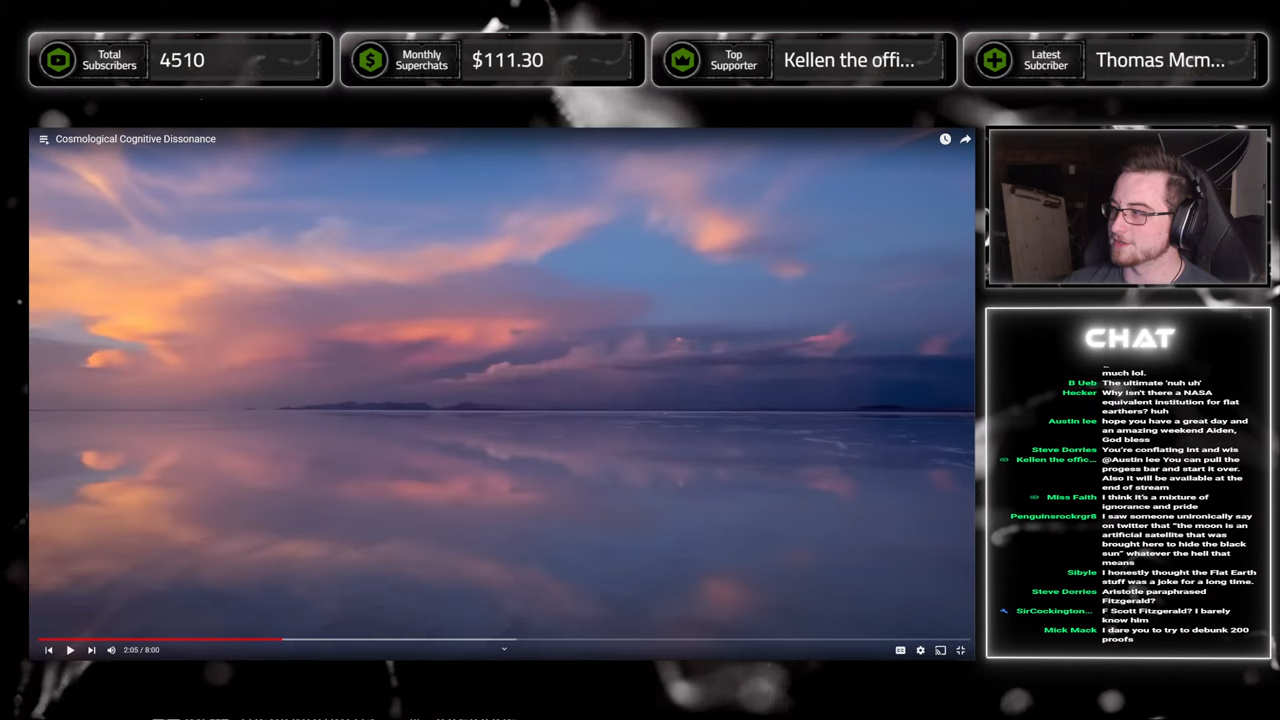 Total
Subscribers
4510
Monthly
Superchats
$111.30
Top
Supporter
Kellen the offi...
Latest
Subcriber
Thomas Mcm...
Cosmological Cognitive Dissonance
2:05 / 8:00
CHAT
much lol.
B Ueb The ultimate 'nuh uh'
Hecker Why isn't there a NASA
equivalent institution for flat
earthers? huh
Austin lee hope you have a great day and
an amazing weekend Aiden,
God bless
Steve Dorries You're conflating int and wis
Kellen the offic... @Austin lee You can pull the
progess bar and start it over.
Also it will be available at the
end of stream
Miss Faith I think it's a mixture of
ignorance and pride
Penguinsrockrgr8 I saw someone unironically say
on twitter that "the moon is an
artificial satellite that was
brought here to hide the black
sun" whatever the hell that
means
Sibyle I honestly thought the Flat Earth
stuff was a joke for a long time.
Steve Dorries Aristotle paraphrased
Fitzgerald?
SirCockington... F Scott Fitzgerald? I barely
know him
Mick Mack I dare you to try to debunk 200
proofs